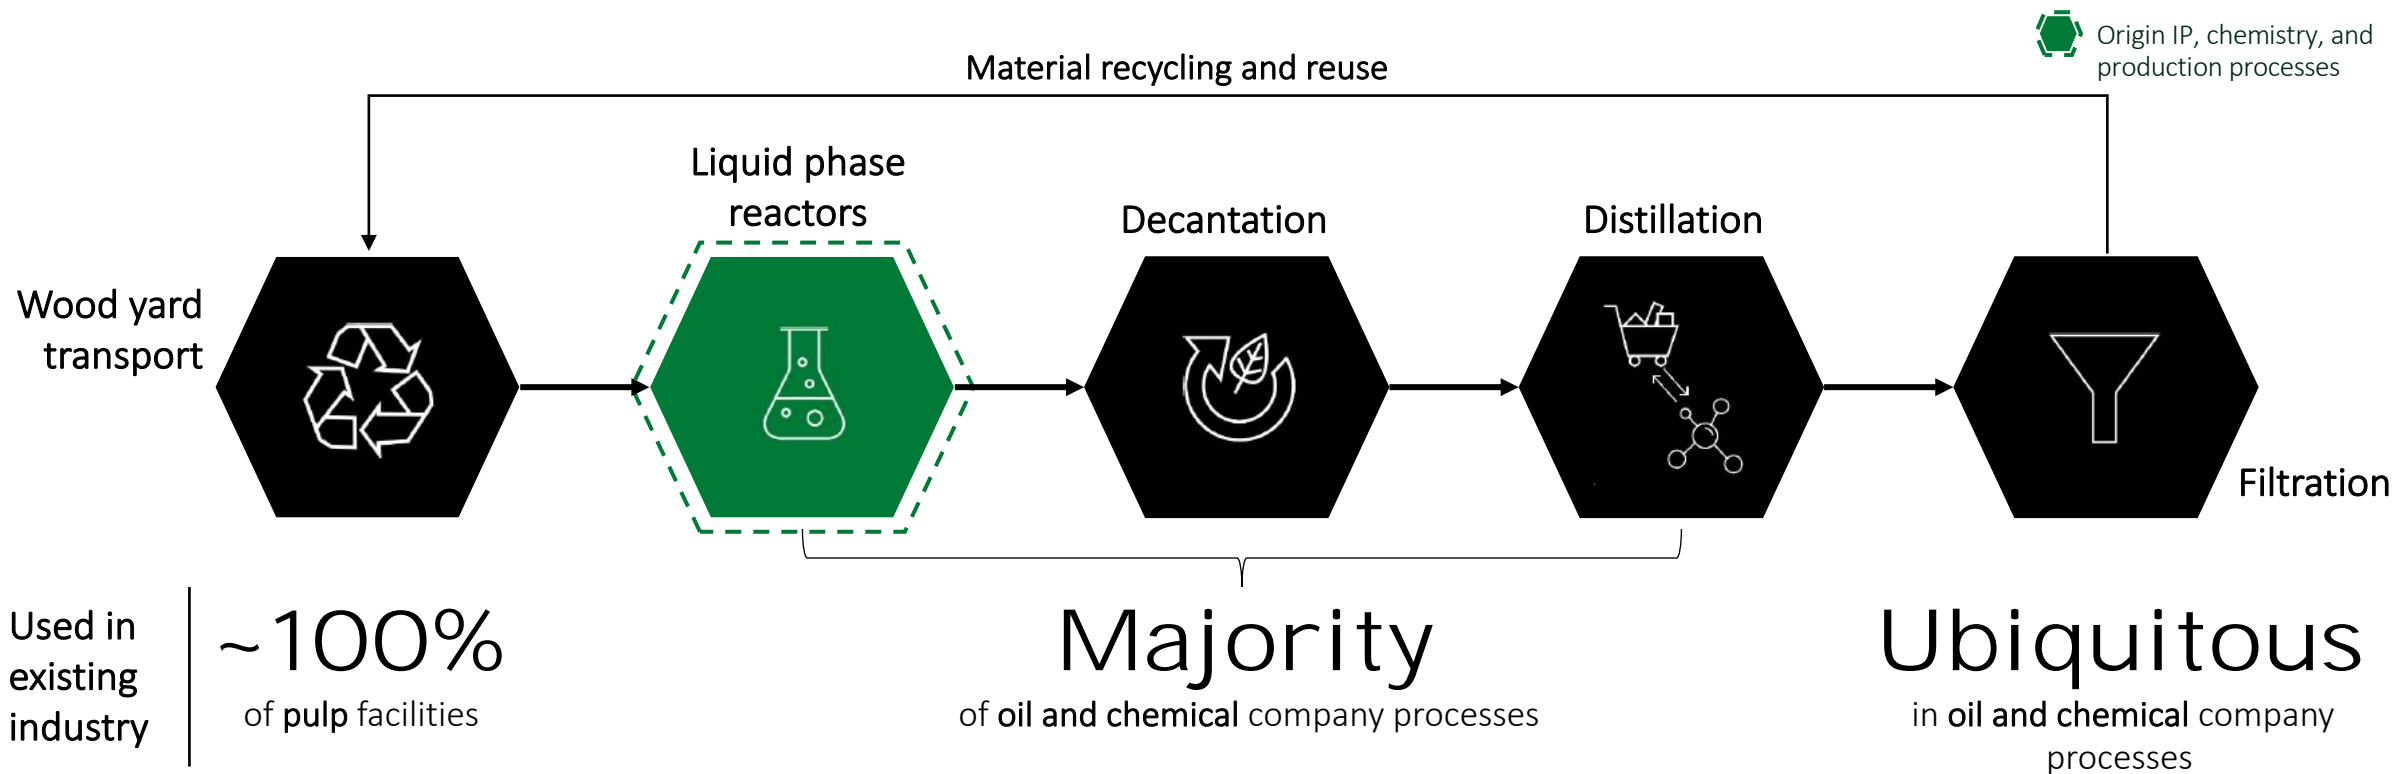 Origin IP, chemistry, and
production processes
Material recycling and reuse
Liquid phase
reactors
Decantation
Distillation
Wood yard
transport
Filtration
Used in
existing
industry
~100%
of pulp facilities
Majority
of oil and chemical company processes
Ubiquitous
in oil and chemical company
processes